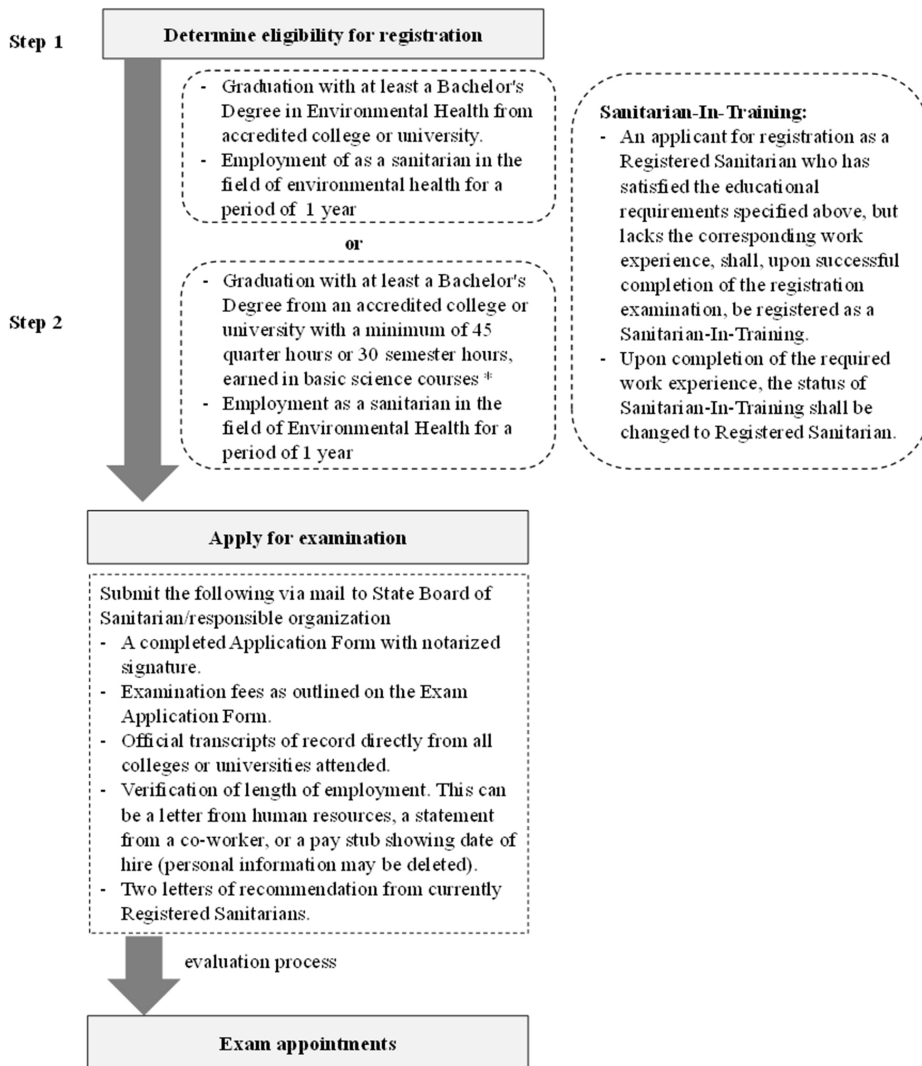 Step 1
Determine eligibility for registration
- Graduation with at least a Bachelor's
Degree in Environmental Health from
accredited college or university.
- Employment of as a sanitarian in the
field of environmental health for a
period of 1 year
or
Step 2
- Graduation with at least a Bachelor's
Degree from an accredited college or
university with a minimum of 45
quarter hours or 30 semester hours,
earned in basic science courses *
- Employment as a sanitarian in the
field of Environmental Health for a
period of 1 year
Sanitarian-In-Training:
- An applicant for registration as a
Registered Sanitarian who has
satisfied the educational
requirements specified above, but
lacks the corresponding work
experience, shall, upon successful
completion of the registration
examination, be registered as a
Sanitarian-In-Training.
- Upon completion of the required
work experience, the status of
Sanitarian-In-Training shall be
changed to Registered Sanitarian.
Apply for examination
Submit the following via mail to State Board of
Sanitarian/responsible organization
- A completed Application Form with notarized
signature.
- Examination fees as outlined on the Exam
Application Form.
- Official transcripts of record directly from all
colleges or universities attended.
- Verification of length of employment. This can
be a letter from human resources, a statement
from a co-worker, or a pay stub showing date of
hire (personal information may be deleted).
- Two letters of recommendation from currently
Registered Sanitarians.
evaluation process
Exam appointments